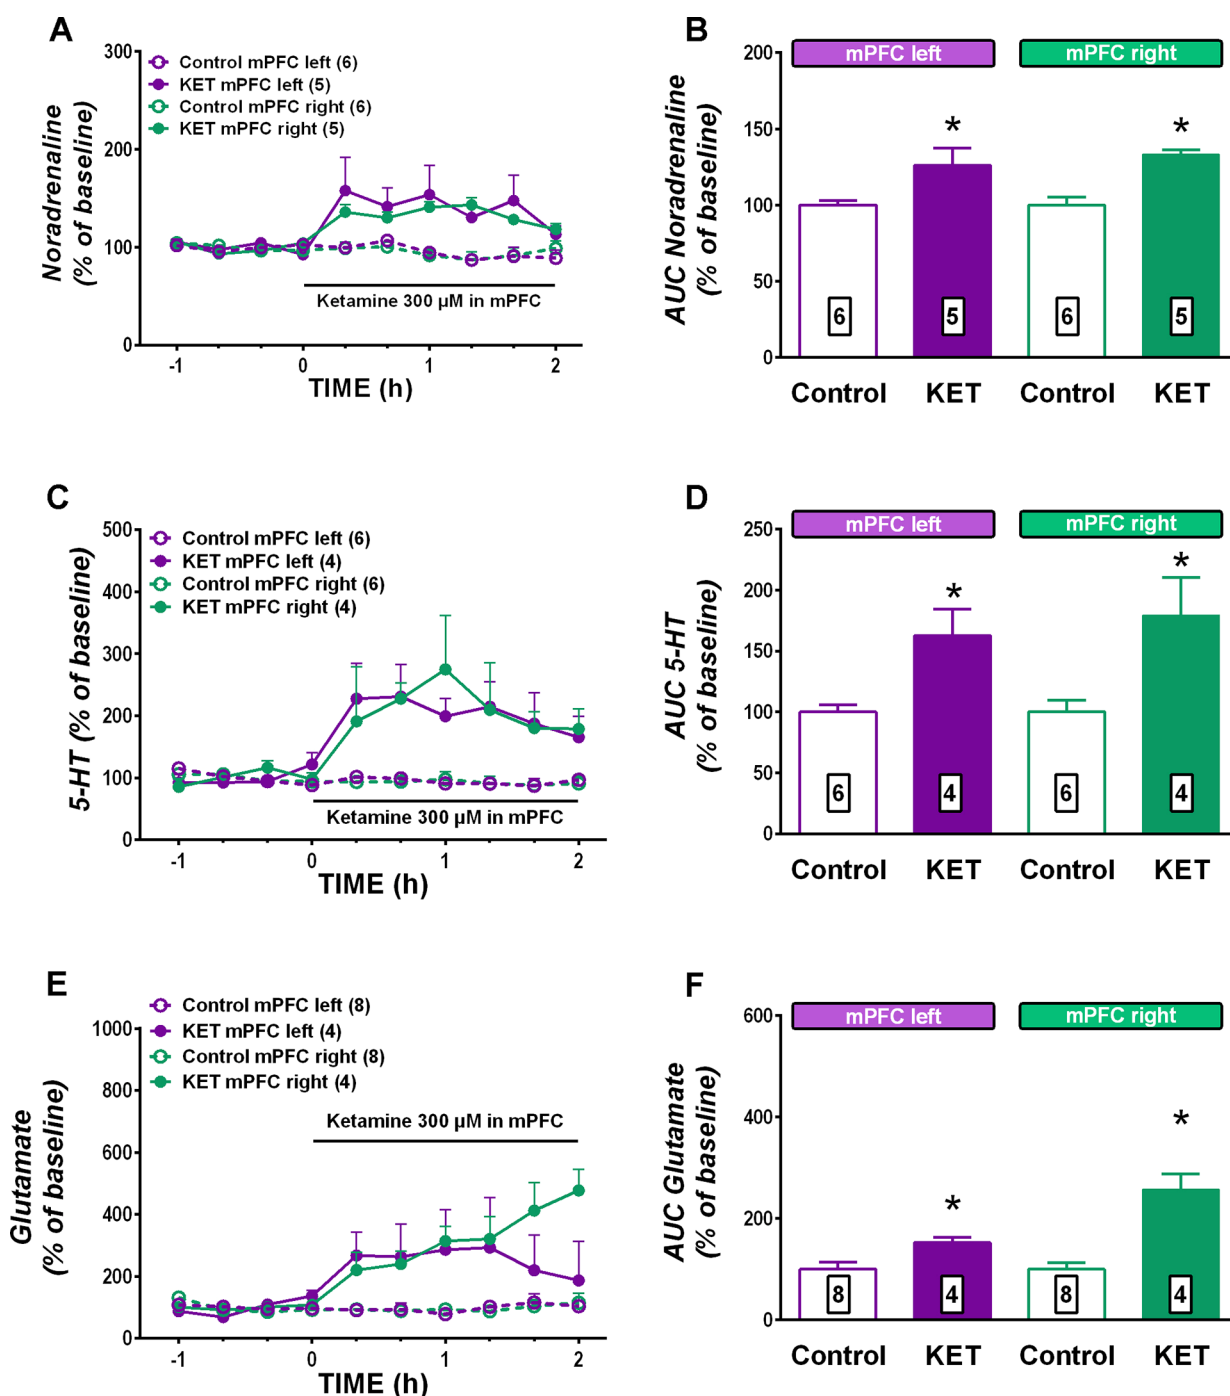 A
Noradrenaline
(% of baseline)
300
200
100
0
Control mPFC left (6)
KET mPFC left (5)
Control mPFC right (6)
KET mPFC right (5)
Ketamine 300 µM in mPFC
-1
0
1
2
TIME (h)
B
AUC Noradrenaline
(% of baseline)
200
150
100
50
0
mPFC left
mPFC right
*
*
6
5
6
5
Control
KET
Control
KET
C
5-HT (% of baseline)
500
400
300
200
100
0
Control mPFC left (6)
KET mPFC left (4)
Control mPFC right (6)
KET mPFC right (4)
Ketamine 300 µM in mPFC
-1
0
1
2
TIME (h)
D
AUC 5-HT
(% of baseline)
250
200
150
100
50
0
mPFC left
mPFC right
*
*
6
4
6
4
Control
KET
Control
KET
E
Glutamate
(% of baseline)
1000
800
600
400
200
0
Control mPFC left (8)
KET mPFC left (4)
Control mPFC right (8)
KET mPFC right (4)
Ketamine 300 µM in mPFC
-1
0
1
2
TIME (h)
F
AUC Glutamate
(% of baseline)
600
400
200
0
mPFC left
mPFC right
*
*
8
4
8
4
Control
KET
Control
KET